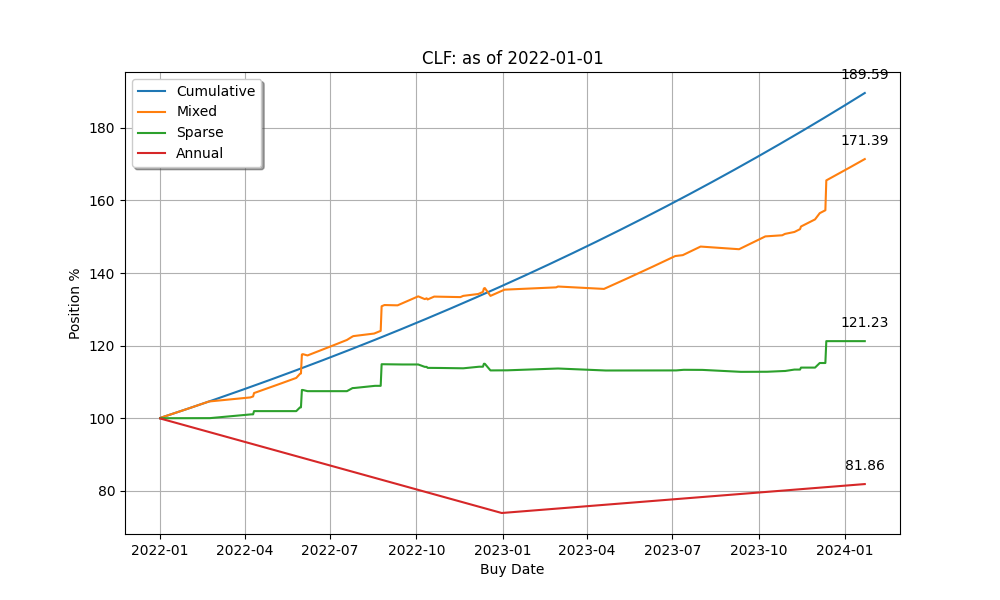 CLF: as of 2022-01-01
189.59
Cumulative
Mixed
Sparse
Annual
171.39
121.23
81.86
Position %
180
160
140
120
100
80
2022-01 2022-04 2022-07 2022-10 2023-01 2023-04 2023-07 2023-10 2024-01
Buy Date